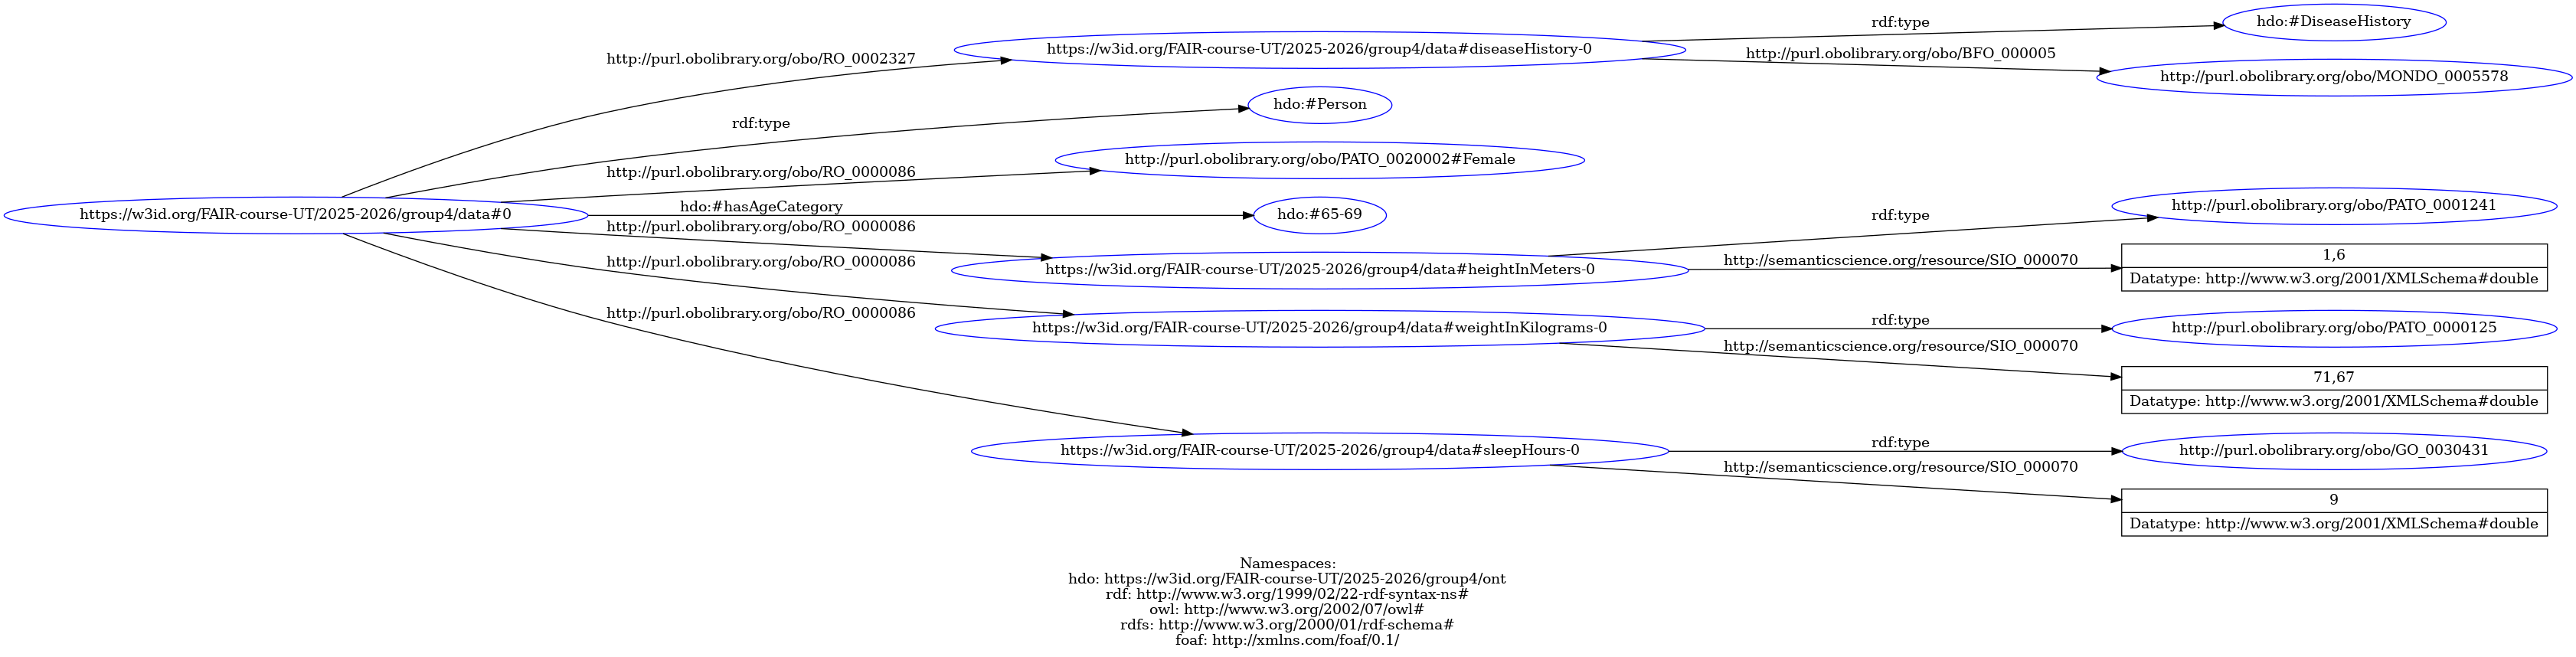 hdo:#DiseaseHistory
rdf:type
https://w3id.org/FAIR-course-UT/2025-2026/group4/data#diseaseHistory-0
http://purl.obolibrary.org/obo/BFO_000005
http://purl.obolibrary.org/obo/RO_0002327
http://purl.obolibrary.org/obo/MONDO_0005578
hdo:#Person
rdf:type
http://purl.obolibrary.org/obo/PATO_0020002#Female
http://purl.obolibrary.org/obo/RO_0000086
https://w3id.org/FAIR-course-UT/2025-2026/group4/data#0
hdo:#hasAgeCategory
hdo:#65-69
http://purl.obolibrary.org/obo/RO_0000086
rdf:type
http://purl.obolibrary.org/obo/PATO_0001241
http://purl.obolibrary.org/obo/RO_0000086
https://w3id.org/FAIR-course-UT/2025-2026/group4/data#heightInMeters-0
http://semanticscience.org/resource/SIO_000070
1,6
Datatype: http://www.w3.org/2001/XMLSchema#double
http://purl.obolibrary.org/obo/RO_0000086
https://w3id.org/FAIR-course-UT/2025-2026/group4/data#weightInKilograms-0
rdf:type
http://purl.obolibrary.org/obo/PATO_0000125
http://semanticscience.org/resource/SIO_000070
71,67
Datatype: http://www.w3.org/2001/XMLSchema#double
https://w3id.org/FAIR-course-UT/2025-2026/group4/data#sleepHours-0
rdf:type
http://purl.obolibrary.org/obo/GO_0030431
http://semanticscience.org/resource/SIO_000070
9
Datatype: http://www.w3.org/2001/XMLSchema#double
Namespaces:
hdo: https://w3id.org/FAIR-course-UT/2025-2026/group4/ont
rdf: http://www.w3.org/1999/02/22-rdf-syntax-ns#
owl: http://www.w3.org/2002/07/owl#
rdfs: http://www.w3.org/2000/01/rdf-schema#
foaf: http://xmlns.com/foaf/0.1/